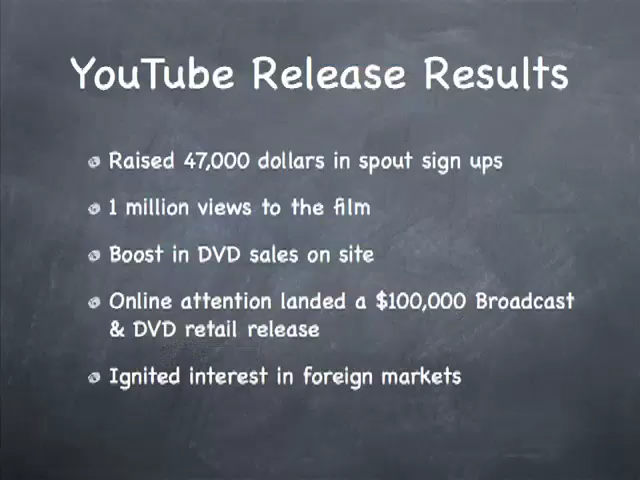 YouTube Release Results
Raised 47,000 dollars in spout sign ups
1 million views to the film
Boost in DVD sales on site
Online attention landed a $100,000 Broadcast
& DVD retail release
Ignited interest in foreign markets